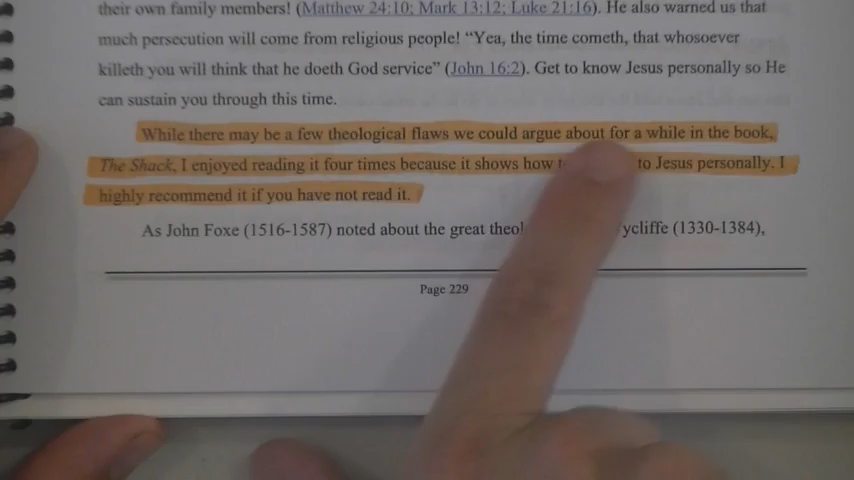 their own family members! (Matthew 24:10; Mark 13:12; Luke 21:16). He also warned us that
much persecution will come from religious people! “Yea, the time cometh, that whosoever
killeth you will think that he doeth God service” (John 16:2). Get to know Jesus personally so He
can sustain you through this time.
While there may be a few theological flaws we could argue about for a while in the book,
The Shack, I enjoyed reading it four times because it shows how to Jesus personally. I
highly recommend it if you have not read it.
As John Foxe (1516-1587) noted about the great (1330-1384),
Page 229